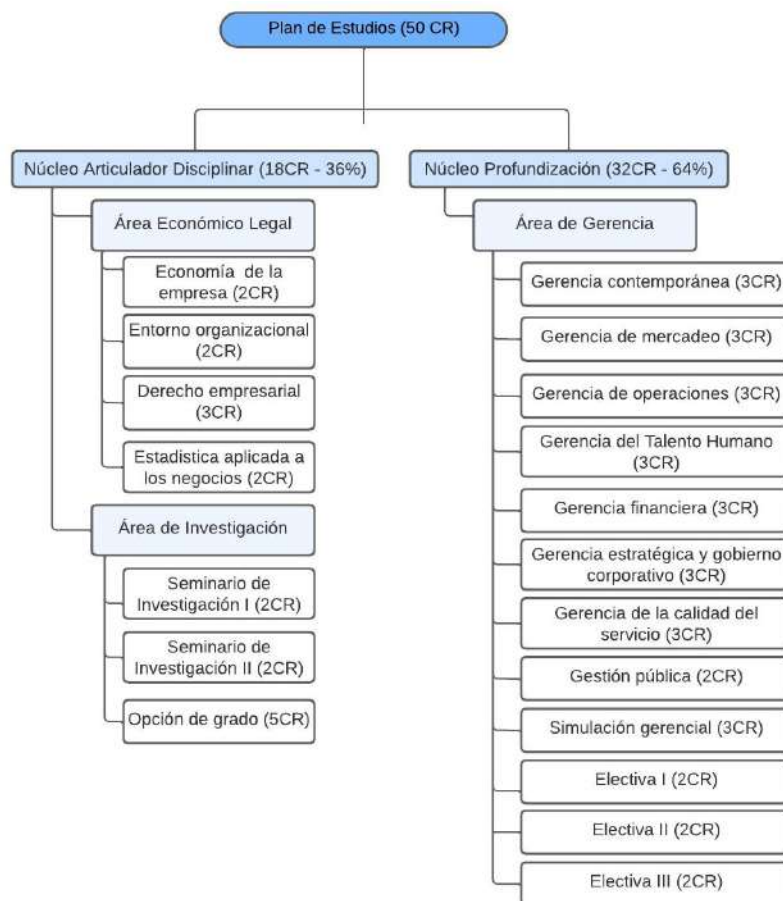 Plan de Estudios (50 CR)
Núcleo Articulador Disciplinar (18CR - 36%)
Área Económico Legal
Economía de la
empresa (2CR)
Entorno organizacional
(2CR)
Derecho empresarial
(3CR)
Estadistica aplicada a
los negocios (2CR)
Área de Investigación
Seminario de
Investigación I (2CR)
Seminario de
Investigación II (2CR)
Opción de grado (5CR)
Núcleo Profundización (32CR - 64%)
Área de Gerencia
Gerencia contemporánea (3CR)
Gerencia de mercadeo (3CR)
Gerencia de operaciones (3CR)
Gerencia del Talento Humano
(3CR)
Gerencia financiera (3CR)
Gerencia estratégica y gobierno
corporativo (3CR)
Gerencia de la calidad del
servicio (3CR)
Gestión pública (2CR)
Simulación gerencial (3CR)
Electiva I (2CR)
Electiva II (2CR)
Electiva III (2CR)